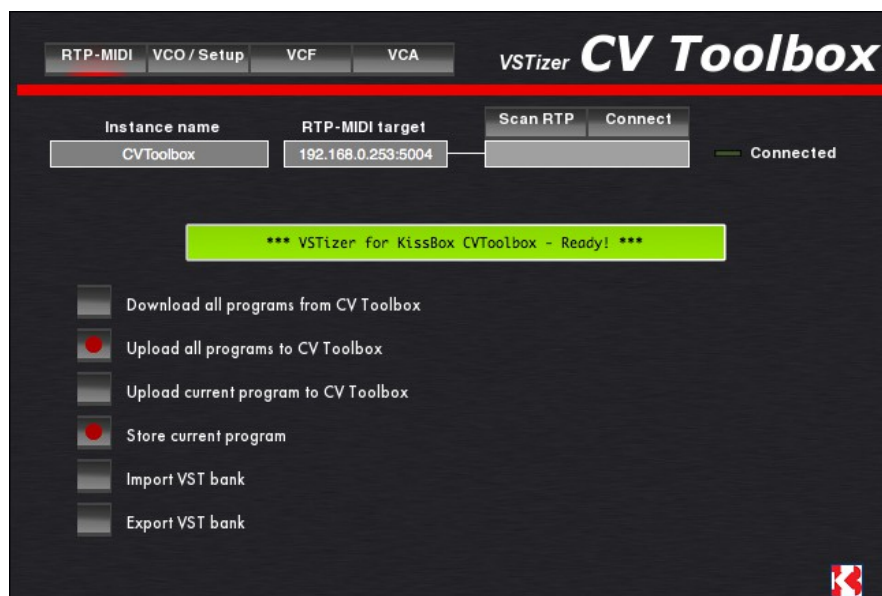 RTP-MIDI VCO / Setup VCF VCA
VSTizer CV Toolbox
Scan RTP Connect
Instance name RTP-MIDI target
CVToolbox 192.168.0.253:5004 Connected
*** VSTizer for KissBox CVToolbox - Ready! ***
Download all programs from CV Toolbox
Upload all programs to CV Toolbox
Upload current program to CV Toolbox
Store current program
Import VST bank
Export VST bank